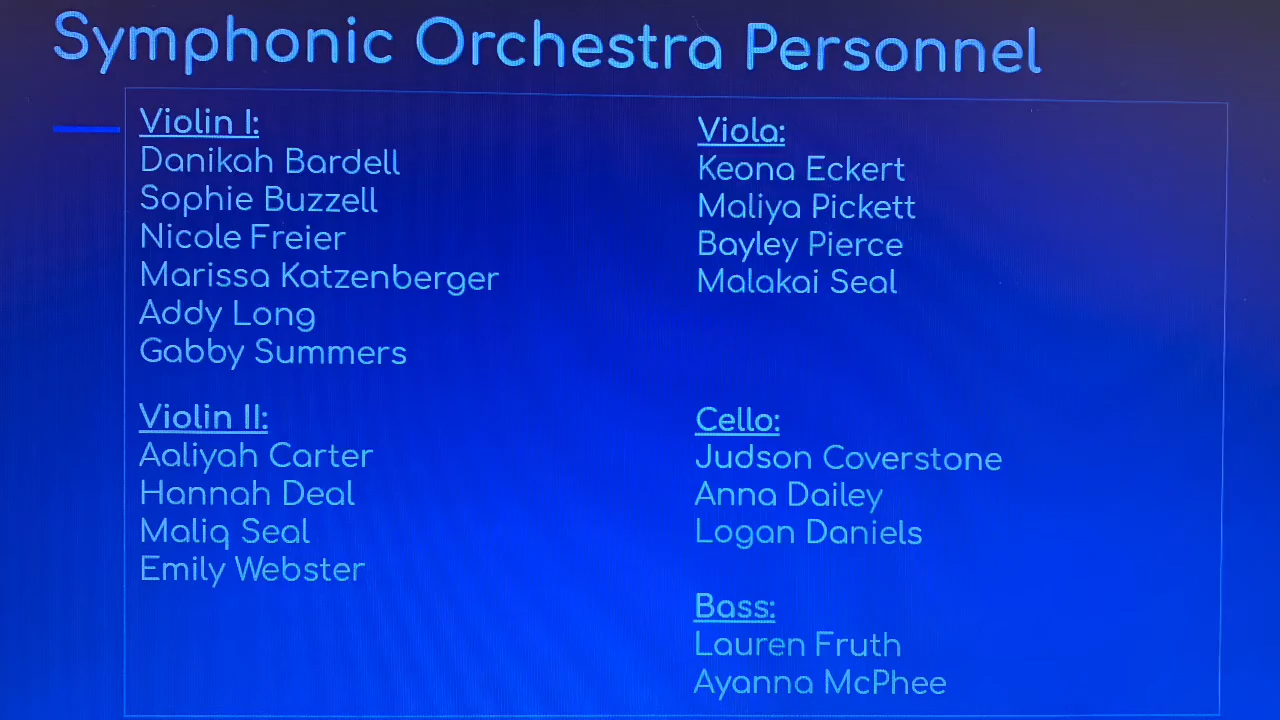 Symphonic Orchestra Personnel
Violin I:
Danikah Bardell
Sophie Buzzell
Nicole Freier
Marissa Katzenberger
Addy Long
Gabby Summers
Violin II:
Aaliyah Carter
Hannah Deal
Maliq Seal
Emily Webster
Viola:
Keona Eckert
Maliya Pickett
Bayley Pierce
Malakai Seal
Cello:
Judson Coverstone
Anna Dailey
Logan Daniels
Bass:
Lauren Fruth
Ayanna McPhee